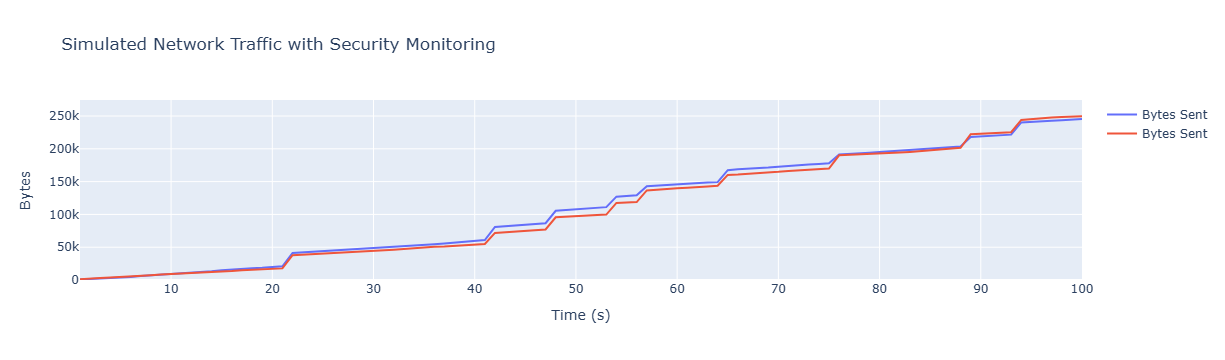 Simulated Network Traffic with Security Monitoring
250k
200k
150k
100k
50k
0
Bytes
10 20 30 40 50 60 70 80 90 100
Time (s)
Bytes Sent
Bytes Sent